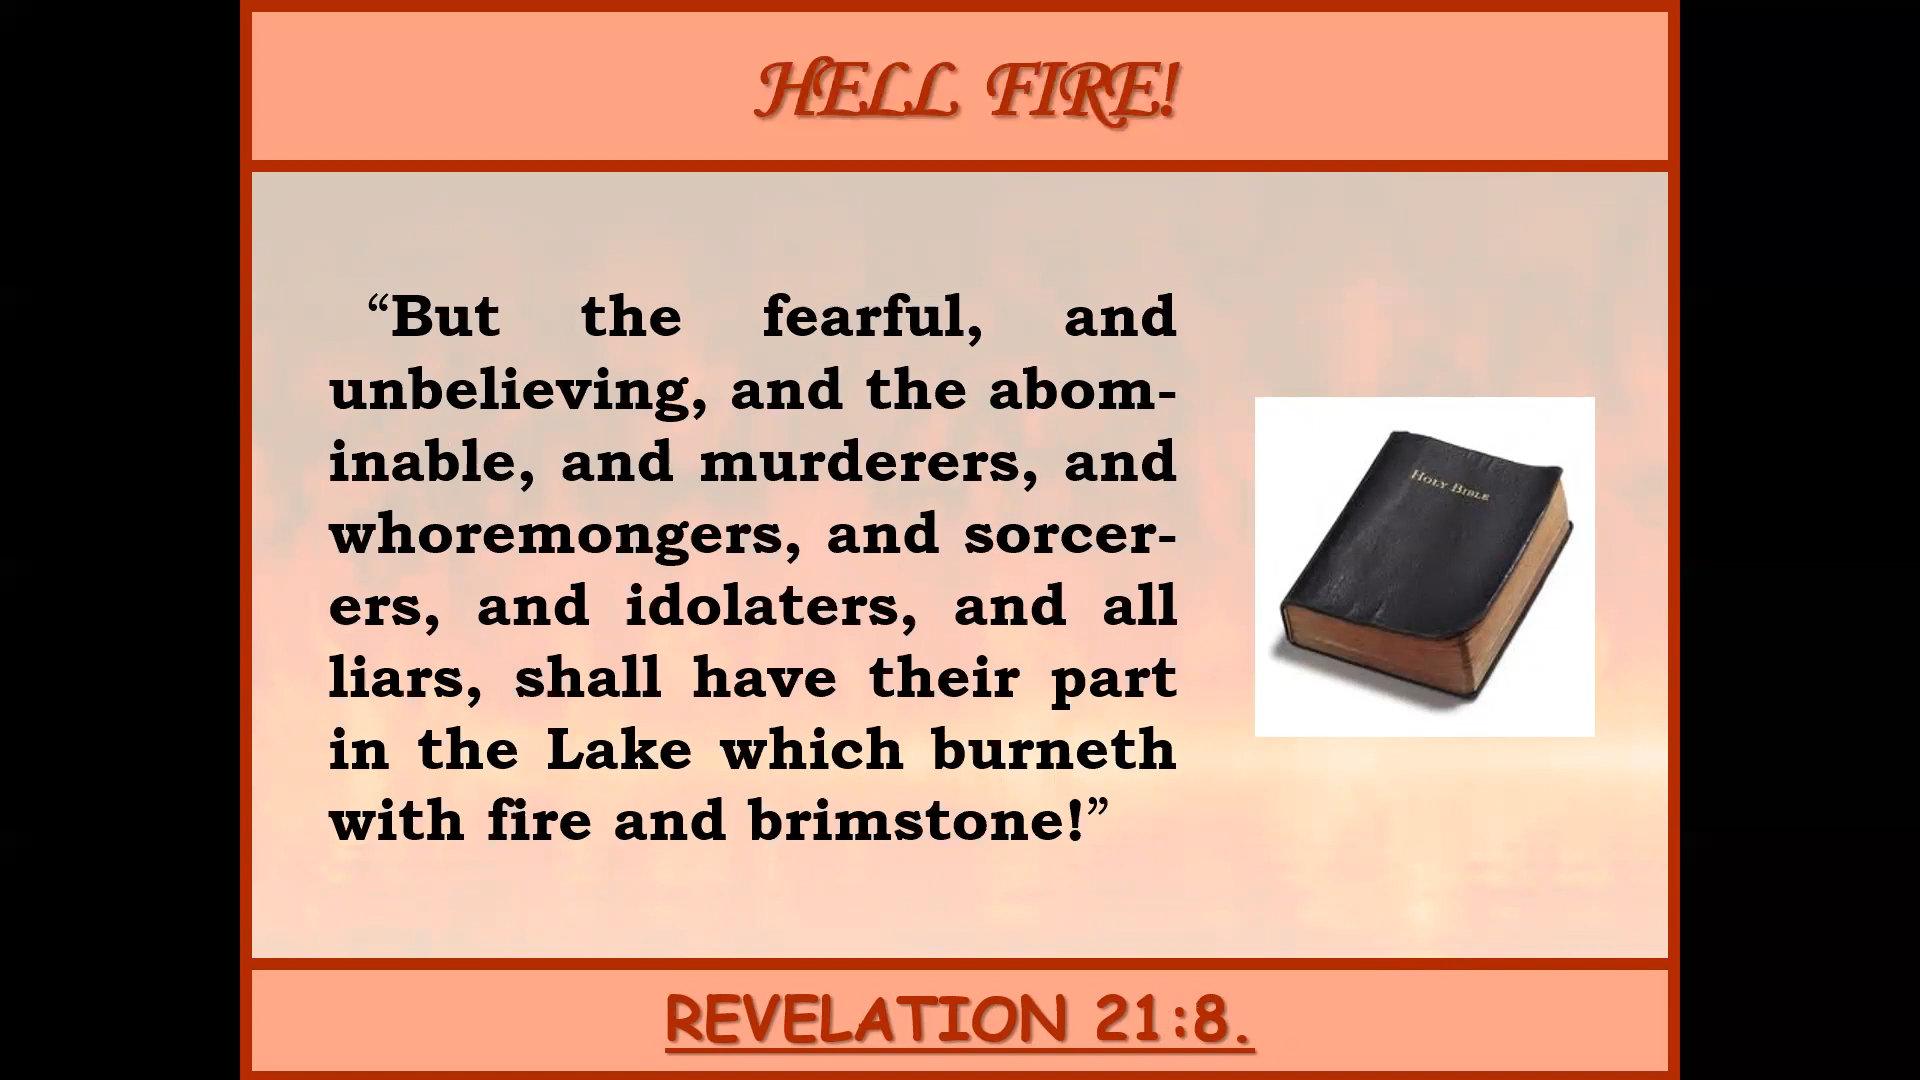 HELL FIRE!
“But the fearful, and
unbelieving, and the abom-
inable, and murderers, and
whoremongers, and sorcer-
ers, and idolaters, and all
liars, shall have their part
in the Lake which burneth
with fire and brimstone!”
HOLY BIBLE
REVELATION 21:8.